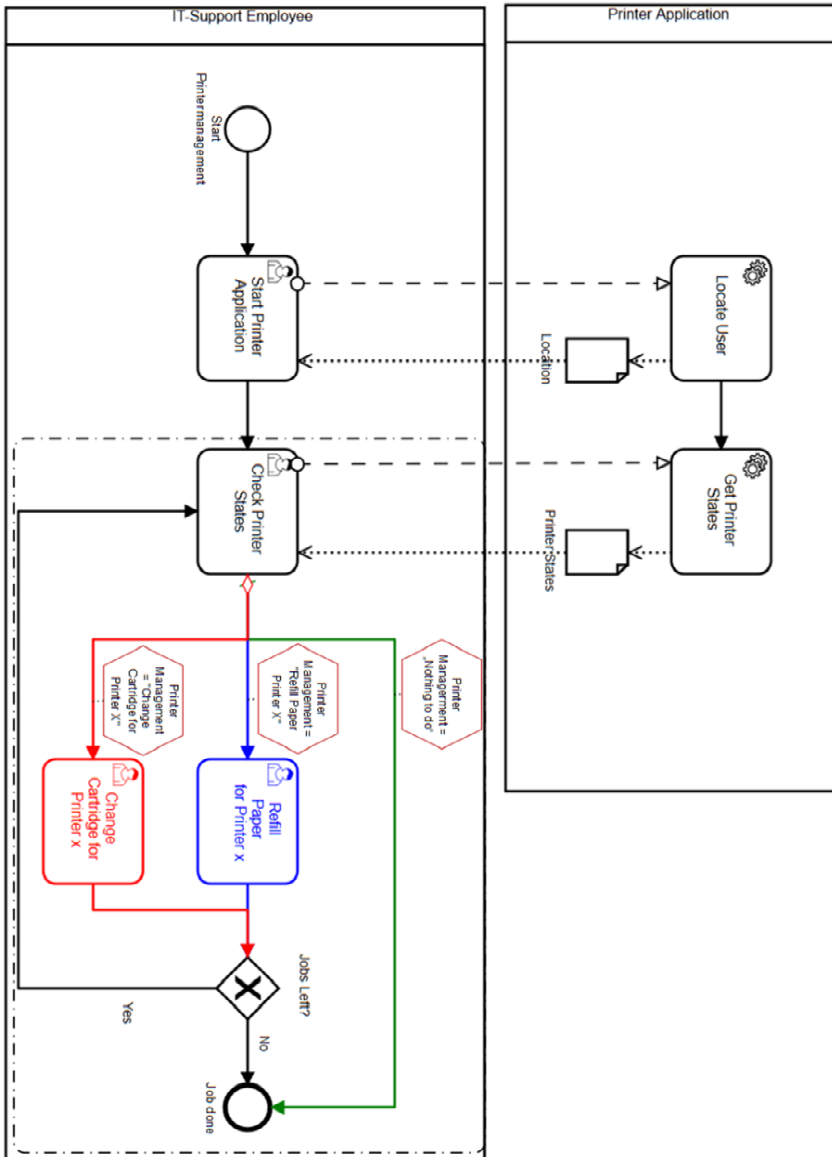 Printer Application
Locate User
Get Printer
States
Location
Printer States
IT-Support Employee
Start
Printermanagement
Start Printer
Application
Check Printer
States
Printer
Management =
„Nothing to do“
Printer
Management =
"Refill Paper
Printer X"
Printer
Management
= "Change
Cartridge for
Printer X"
Refill
Paper
for Printer x
Change
Cartridge for
Printer x
Jobs Left?
No
Yes
Job done